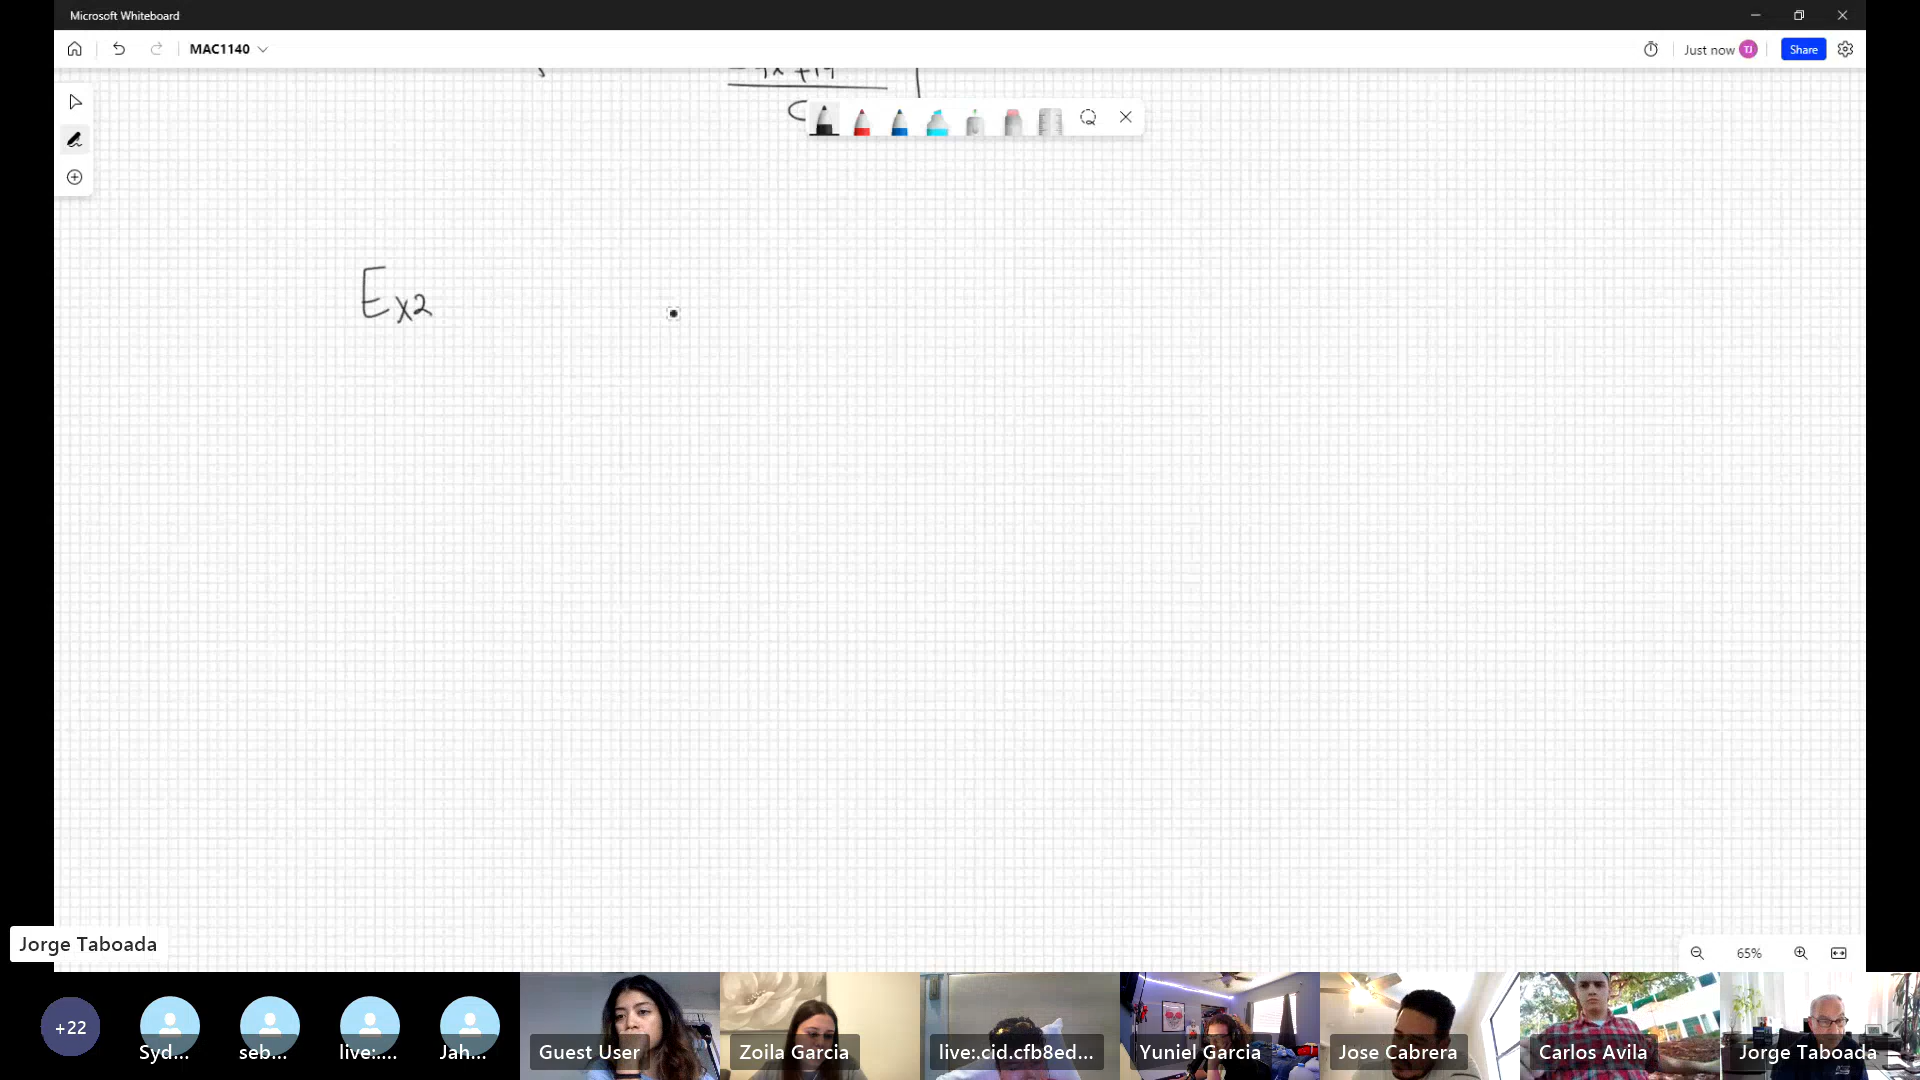 Microsoft Whiteboard
MAC1140
Just now TJ Share
Ex2
65%
Jorge Taboada
+22
Syd...
seb...
live:....
Jah...
Guest User
Zoila Garcia
live:.cid.cfb8ed...
Yuniel Garcia
Jose Cabrera
Carlos Avila
Jorge Taboada